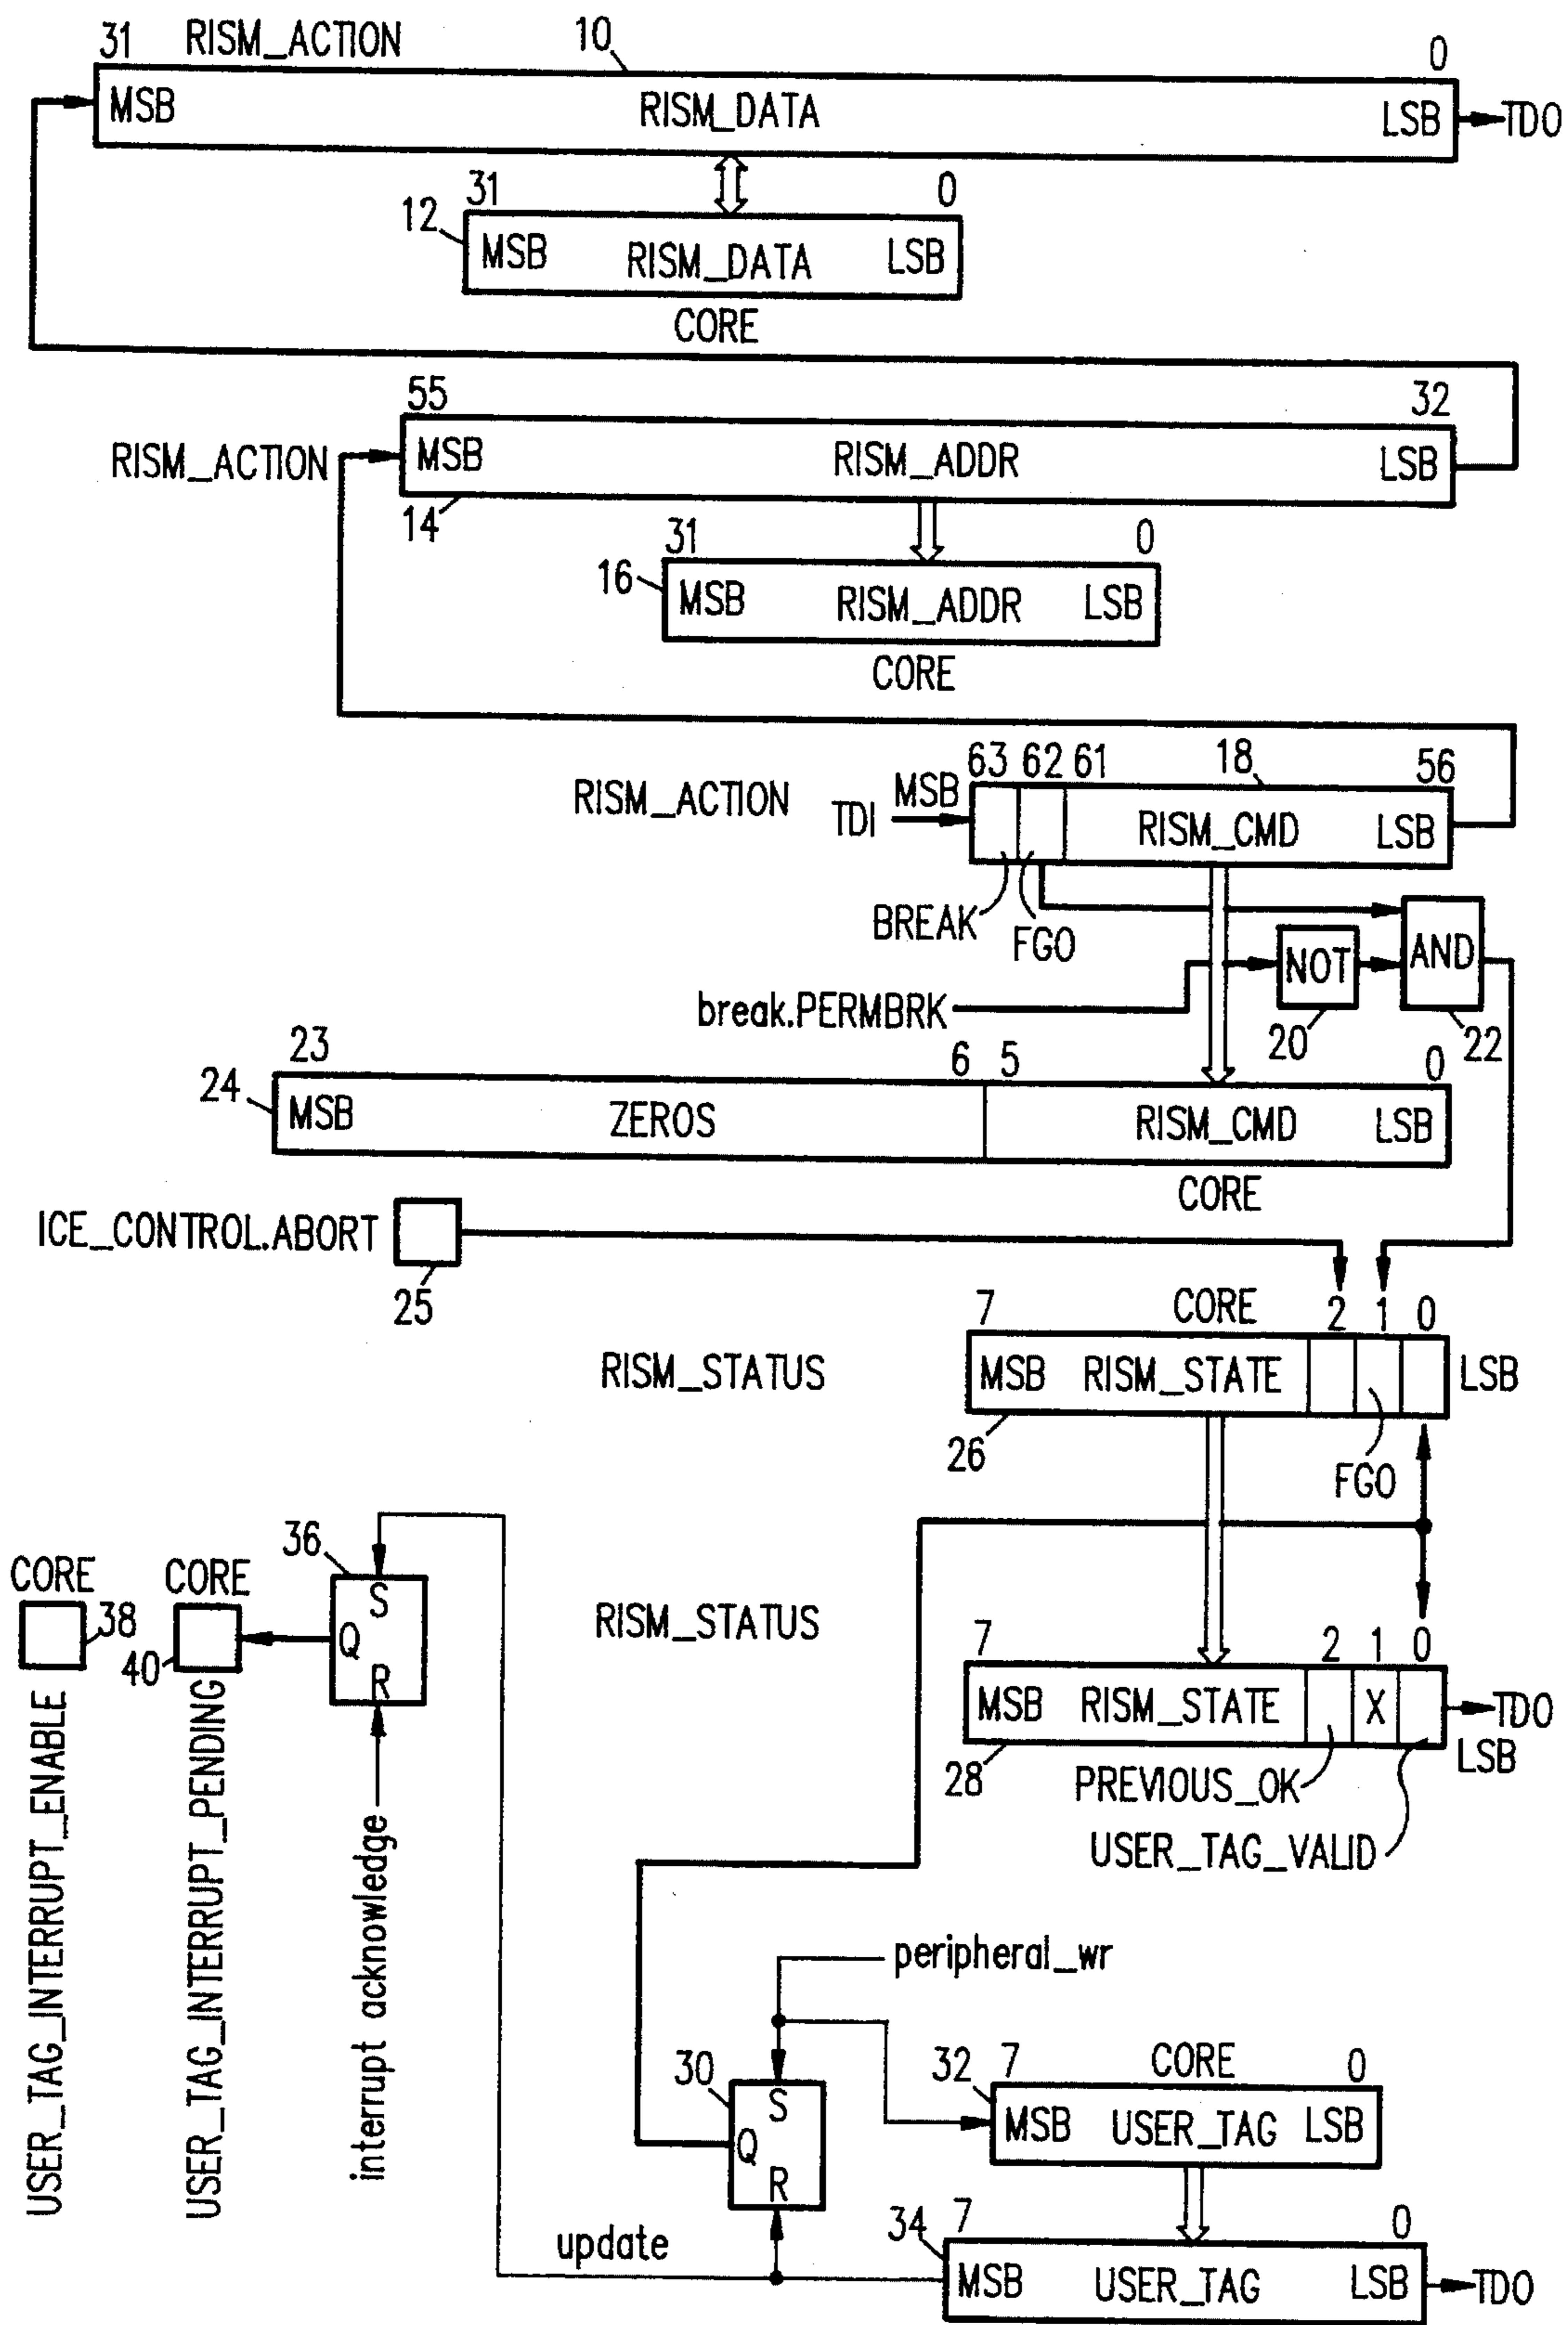 31 RISM_ACTION 10 0
MSB RISM_DATA LSB TDO
31 0
12 MSB RISM_DATA LSB
CORE
55 32
RISM_ACTION MSB RISM_ADDR LSB
14
31 0
16 MSB RISM_ADDR LSB
CORE
63 62 61 18 56
RISM_ACTION TDI MSB RISM_CMD LSB
BREAK FGO NOT AND
break.PERMBRK 20 22
23 6 5 0
24 MSB ZEROS RISM_CMD LSB
CORE
ICE_CONTROL.ABORT
25
7 CORE 2 1 0
RISM_STATUS MSB RISM_STATE LSB
26 FGO
36
CORE CORE S
38 40 Q R
RISM_STATUS
7 2 1 0
MSB RISM_STATE X TDO
28 LSB
PREVIOUS_OK
USER_TAG_VALID
USER_TAG_INTERRUPT_ENABLE
USER_TAG_INTERRUPT_PENDING
interrupt acknowledge
peripheral_wr
30 S Q R
32 7 CORE 0
MSB USER_TAG LSB
update
34 7 0
MSB USER_TAG LSB TDO